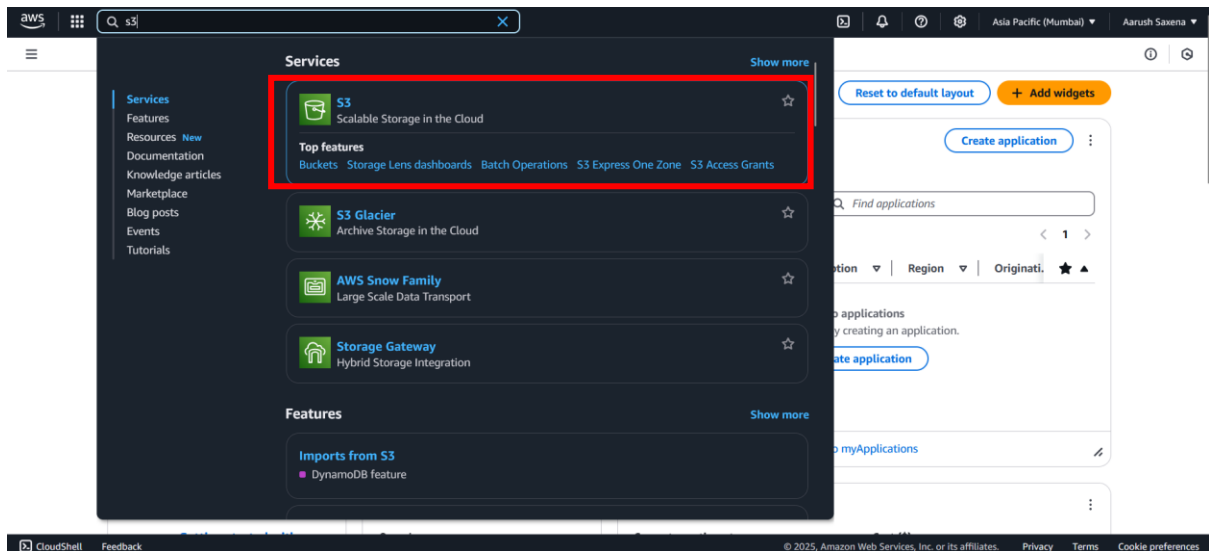 aws
s3
Asia Pacific (Mumbai)
Aarush Saxena
Services
Show more
Services
Features
Resources New
Documentation
Knowledge articles
Marketplace
Blog posts
Events
Tutorials
S3
Scalable Storage in the Cloud
Top features
Buckets Storage Lens dashboards Batch Operations S3 Express One Zone S3 Access Grants
S3 Glacier
Archive Storage in the Cloud
AWS Snow Family
Large Scale Data Transport
Storage Gateway
Hybrid Storage Integration
Features
Show more
Imports from S3
DynamoDB feature
Reset to default layout
+ Add widgets
Create application
Find applications
1
Region
Originati.
applications
creating an application.
application
myApplications
CloudShell Feedback
© 2025, Amazon Web Services, Inc. or its affiliates. Privacy Terms Cookie preferences